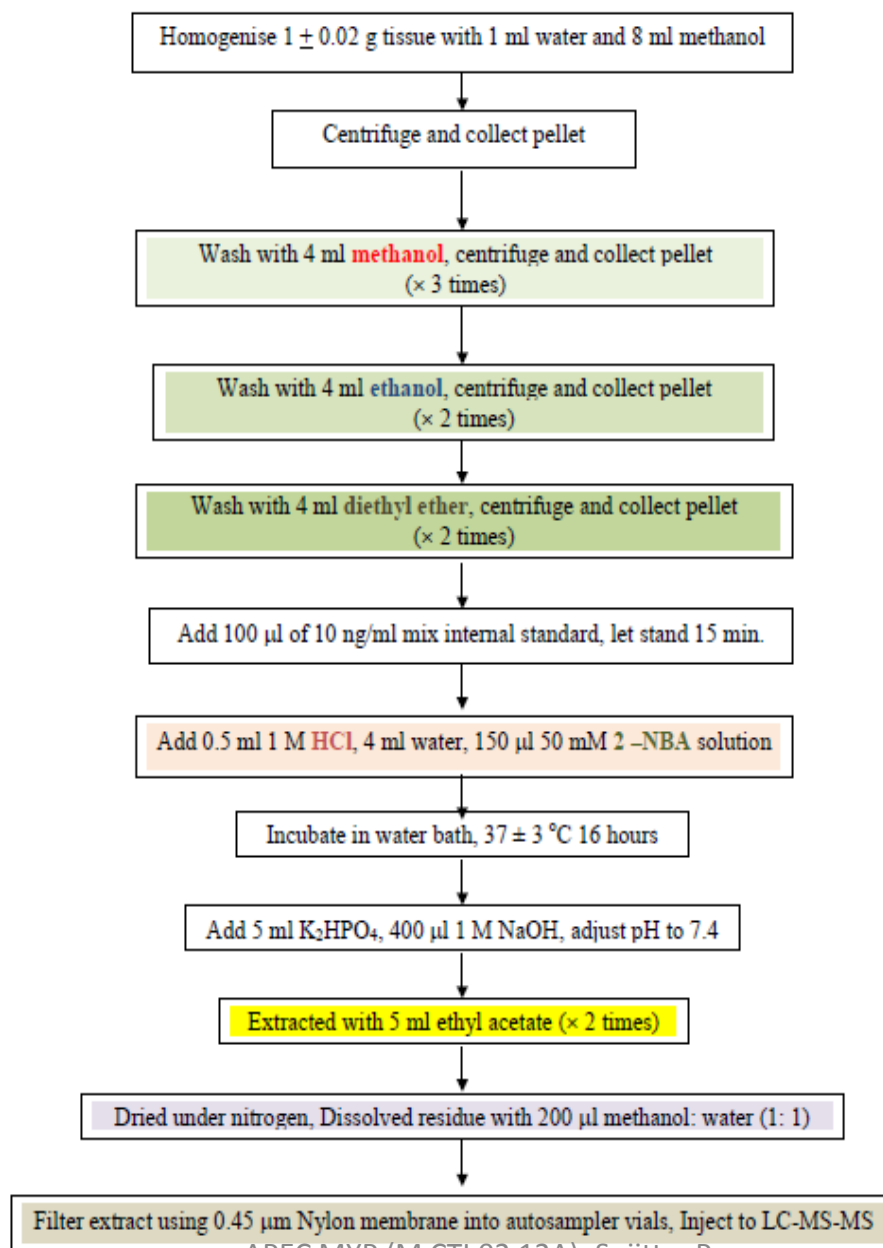 Homogenise 1 ± 0.02 g tissue with 1 ml water and 8 ml methanol
Centrifuge and collect pellet
Wash with 4 ml methanol, centrifuge and collect pellet
(× 3 times)
Wash with 4 ml ethanol, centrifuge and collect pellet
(× 2 times)
Wash with 4 ml diethyl ether, centrifuge and collect pellet
(× 2 times)
Add 100 µl of 10 ng/ml mix internal standard, let stand 15 min.
Add 0.5 ml 1 M HCl, 4 ml water, 150 µl 50 mM 2 –NBA solution
Incubate in water bath, 37 ± 3 °C 16 hours
Add 5 ml K₂HPO₄, 400 µl 1 M NaOH, adjust pH to 7.4
Extracted with 5 ml ethyl acetate (× 2 times)
Dried under nitrogen, Dissolved residue with 200 µl methanol: water (1: 1)
Filter extract using 0.45 µm Nylon membrane into autosampler vials, Inject to LC-MS-MS